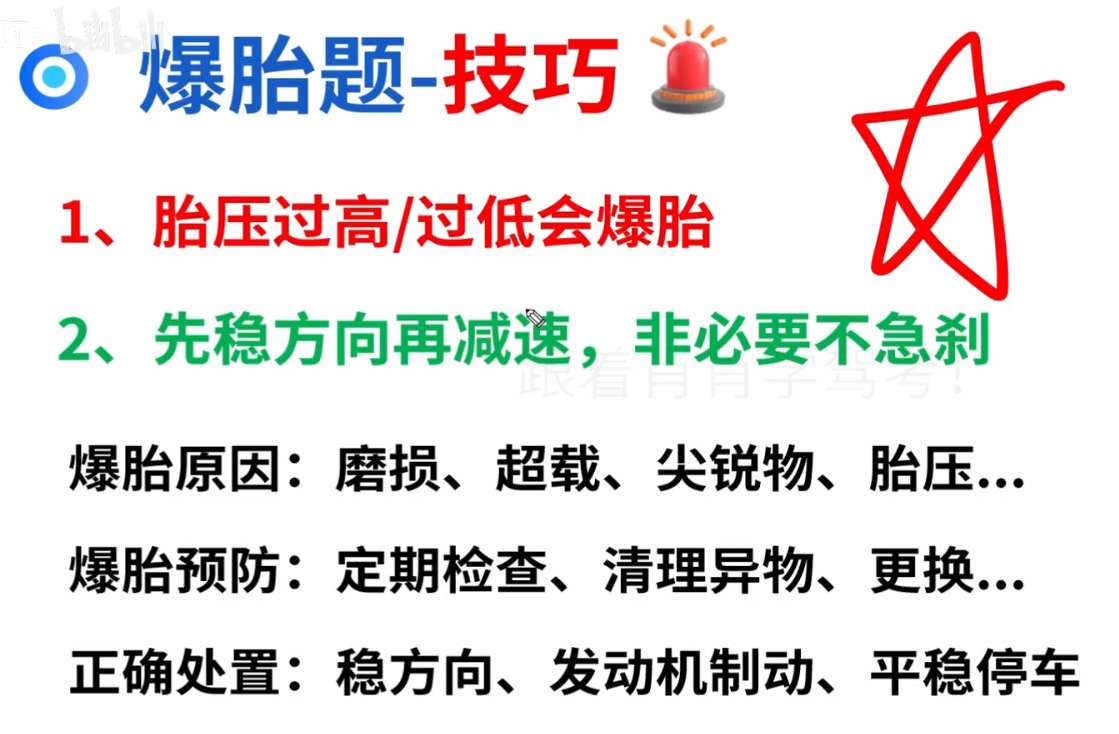 bilibili
爆胎题-技巧
1、胎压过高/过低会爆胎
2、先稳方向再减速，非必要不急刹
跟着肖肖学驾考！
爆胎原因：磨损、超载、尖锐物、胎压...
爆胎预防：定期检查、清理异物、更换...
正确处置：稳方向、发动机制动、平稳停车